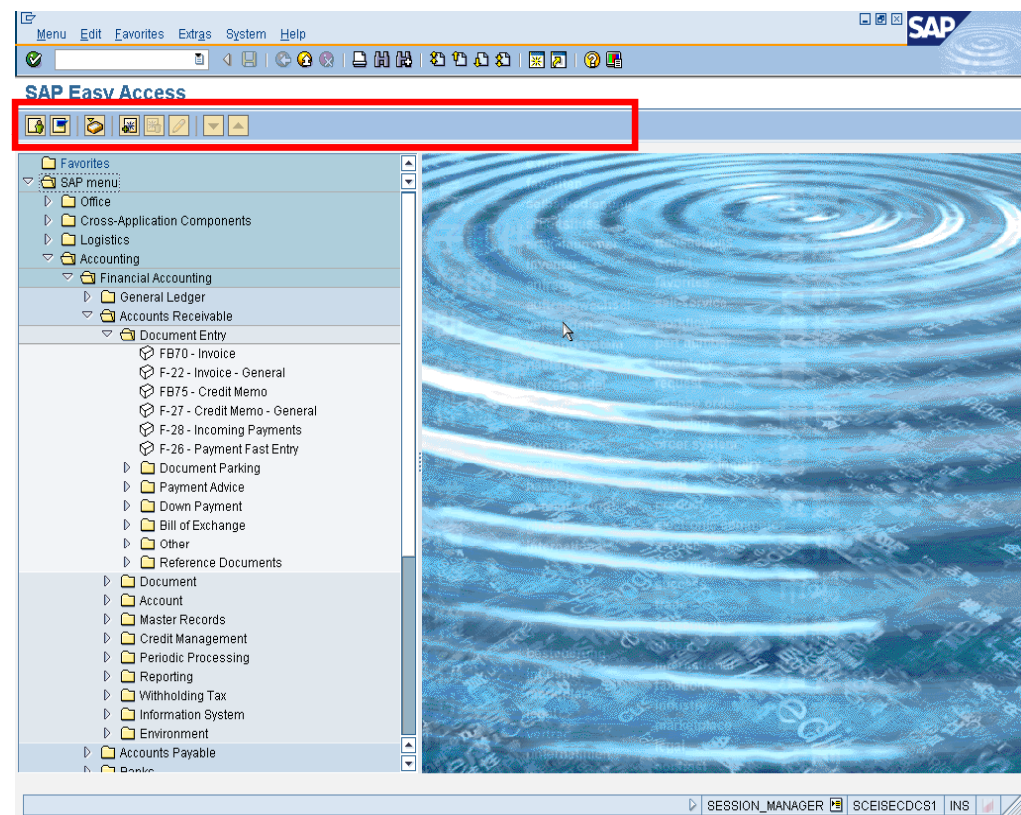 Menu Edit Favorites Extras System Help
SAP
SAP Easy Access
Favorites
SAP menu
Office
Cross-Application Components
Logistics
Accounting
Financial Accounting
General Ledger
Accounts Receivable
Document Entry
FB70 - Invoice
F-22 - Invoice - General
FB75 - Credit Memo
F-27 - Credit Memo - General
F-28 - Incoming Payments
F-26 - Payment Fast Entry
Document Parking
Payment Advice
Down Payment
Bill of Exchange
Other
Reference Documents
Document
Account
Master Records
Credit Management
Periodic Processing
Reporting
Withholding Tax
Information System
Environment
Accounts Payable
Banks
SESSION_MANAGER SCEISECDCS1 INS